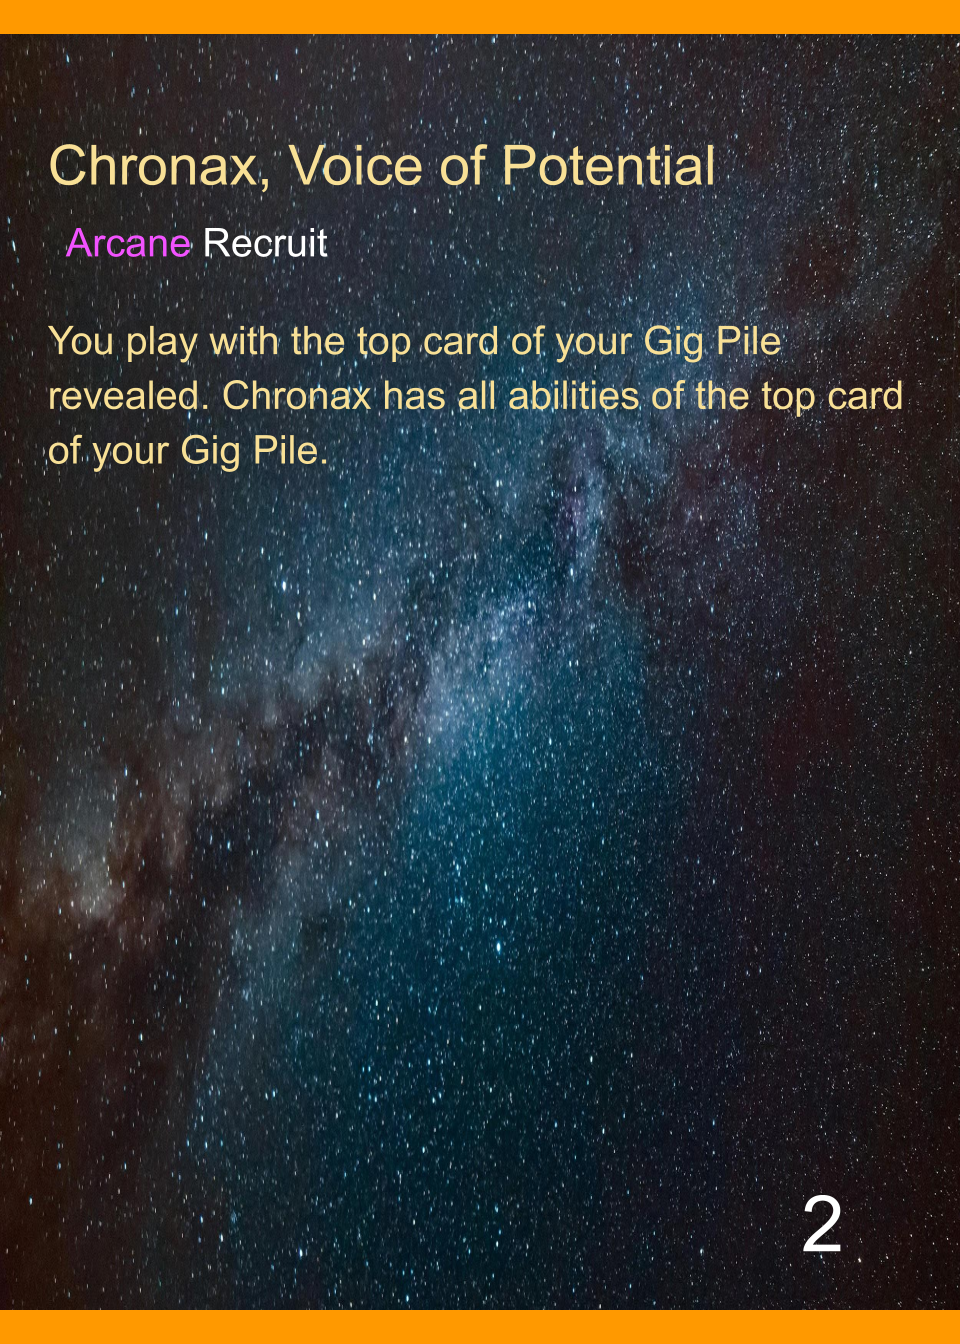 Chronax, Voice of Potential
Arcane Recruit
You play with the top card of your Gig Pile
revealed. Chronax has all abilities of the top card
of your Gig Pile.
2